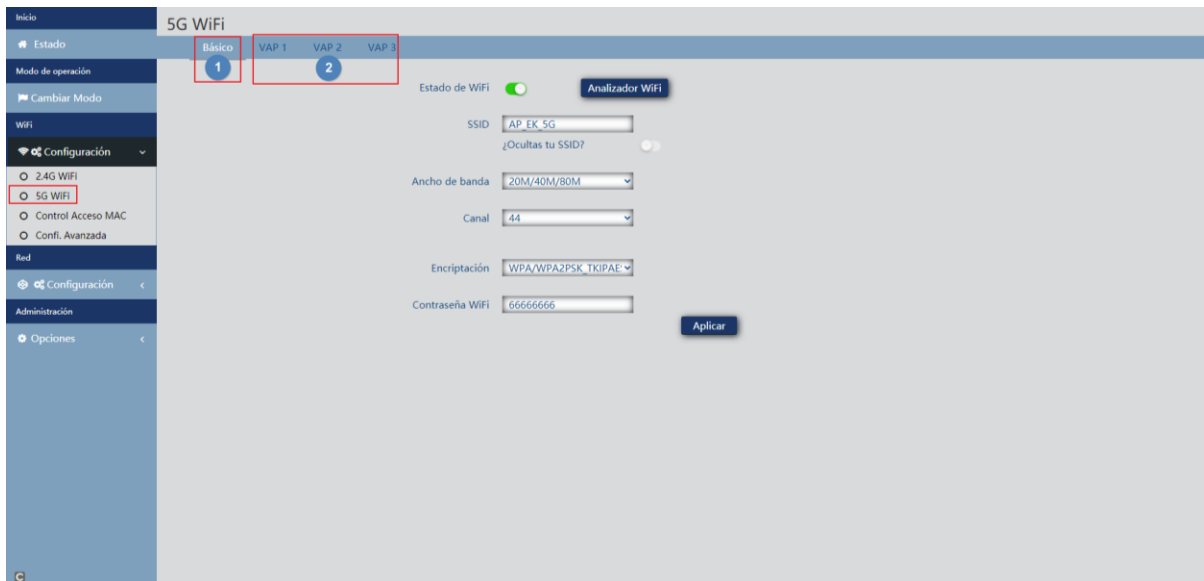 Inicio
Estado
Modo de operación
Cambiar Modo
WiFi
Configuración
2.4G WiFi
5G WiFi
Control Acceso MAC
Confi. Avanzada
Red
Configuración
Administración
Opciones
5G WiFi
Básico VAP 1 VAP 2 VAP 3
1 2
Estado de WiFi Analizador WiFi
SSID AP_EK_5G
¿Ocultas tu SSID?
Ancho de banda 20M/40M/80M
Canal 44
Encriptación WPA/WPA2PSK_TKIPAE
Contraseña WiFi 66666666
Aplicar
C